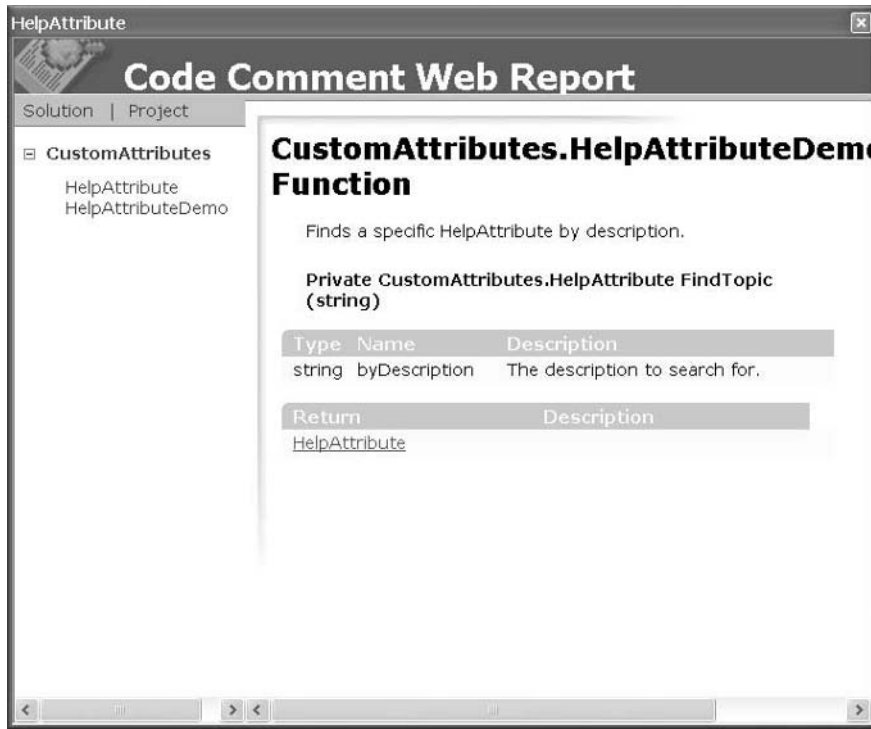 HelpAttribute
Code Comment Web Report
Solution | Project
CustomAttributes
HelpAttribute
HelpAttributeDemo
CustomAttributes.HelpAttributeDem
Function
Finds a specific HelpAttribute by description.
Private CustomAttributes.HelpAttribute FindTopic
(string)
Type Name Description
string byDescription The description to search for.
Return Description
HelpAttribute